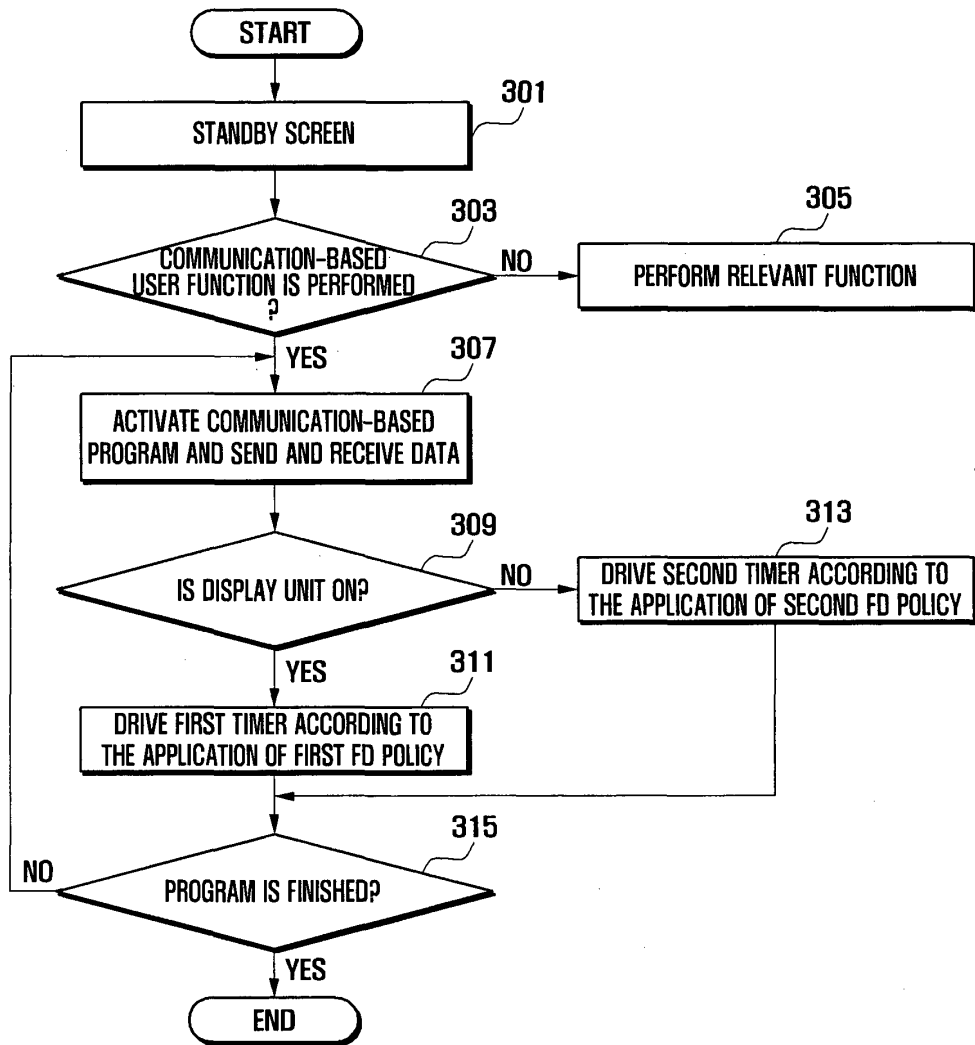 START
301
STANDBY SCREEN
303
COMMUNICATION-BASED
USER FUNCTION IS PERFORMED
?
NO
305
PERFORM RELEVANT FUNCTION
YES
307
ACTIVATE COMMUNICATION-BASED
PROGRAM AND SEND AND RECEIVE DATA
309
IS DISPLAY UNIT ON?
NO
313
DRIVE SECOND TIMER ACCORDING TO
THE APPLICATION OF SECOND FD POLICY
YES
311
DRIVE FIRST TIMER ACCORDING TO
THE APPLICATION OF FIRST FD POLICY
315
NO
PROGRAM IS FINISHED?
YES
END